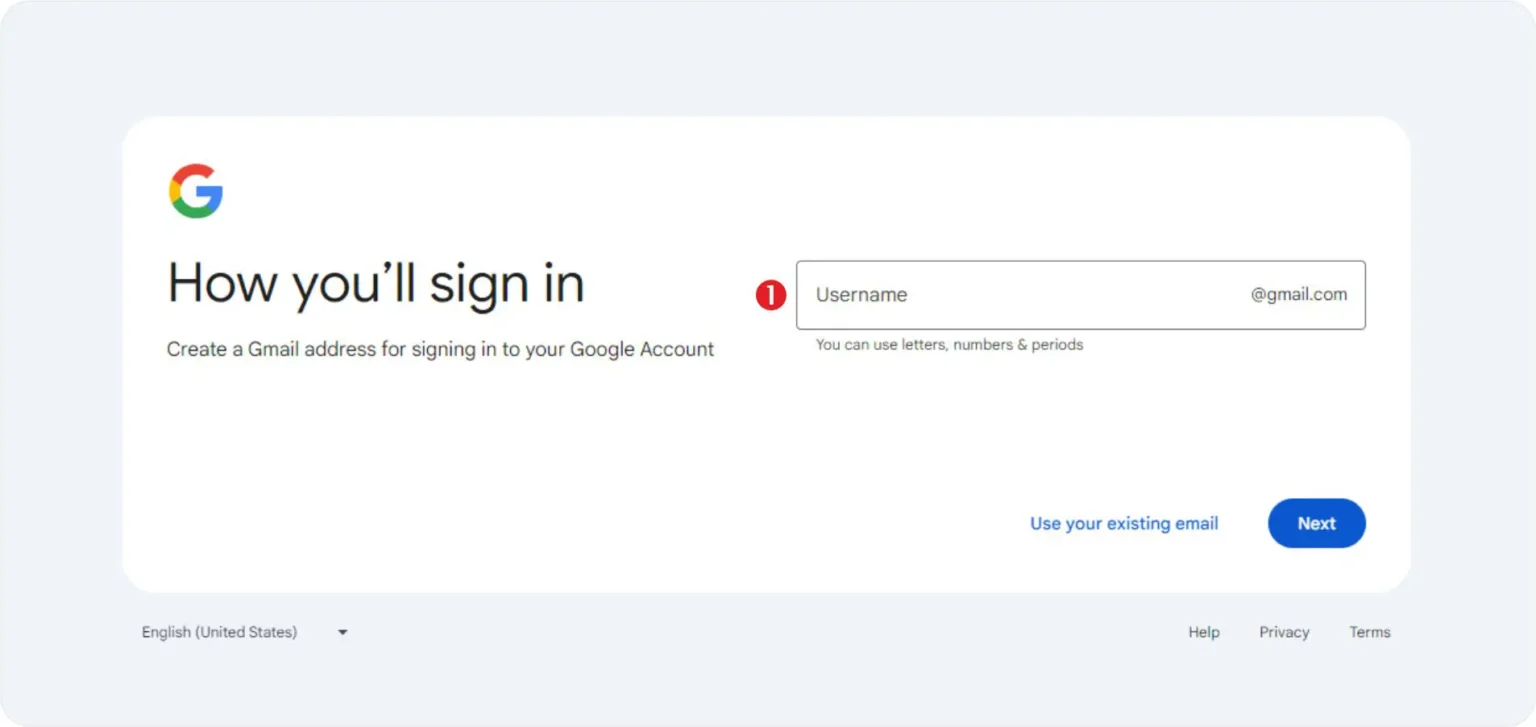 How you’ll sign in
Create a Gmail address for signing in to your Google Account
1
Username
@gmail.com
You can use letters, numbers & periods
Use your existing email
Next
English (United States)
Help
Privacy
Terms